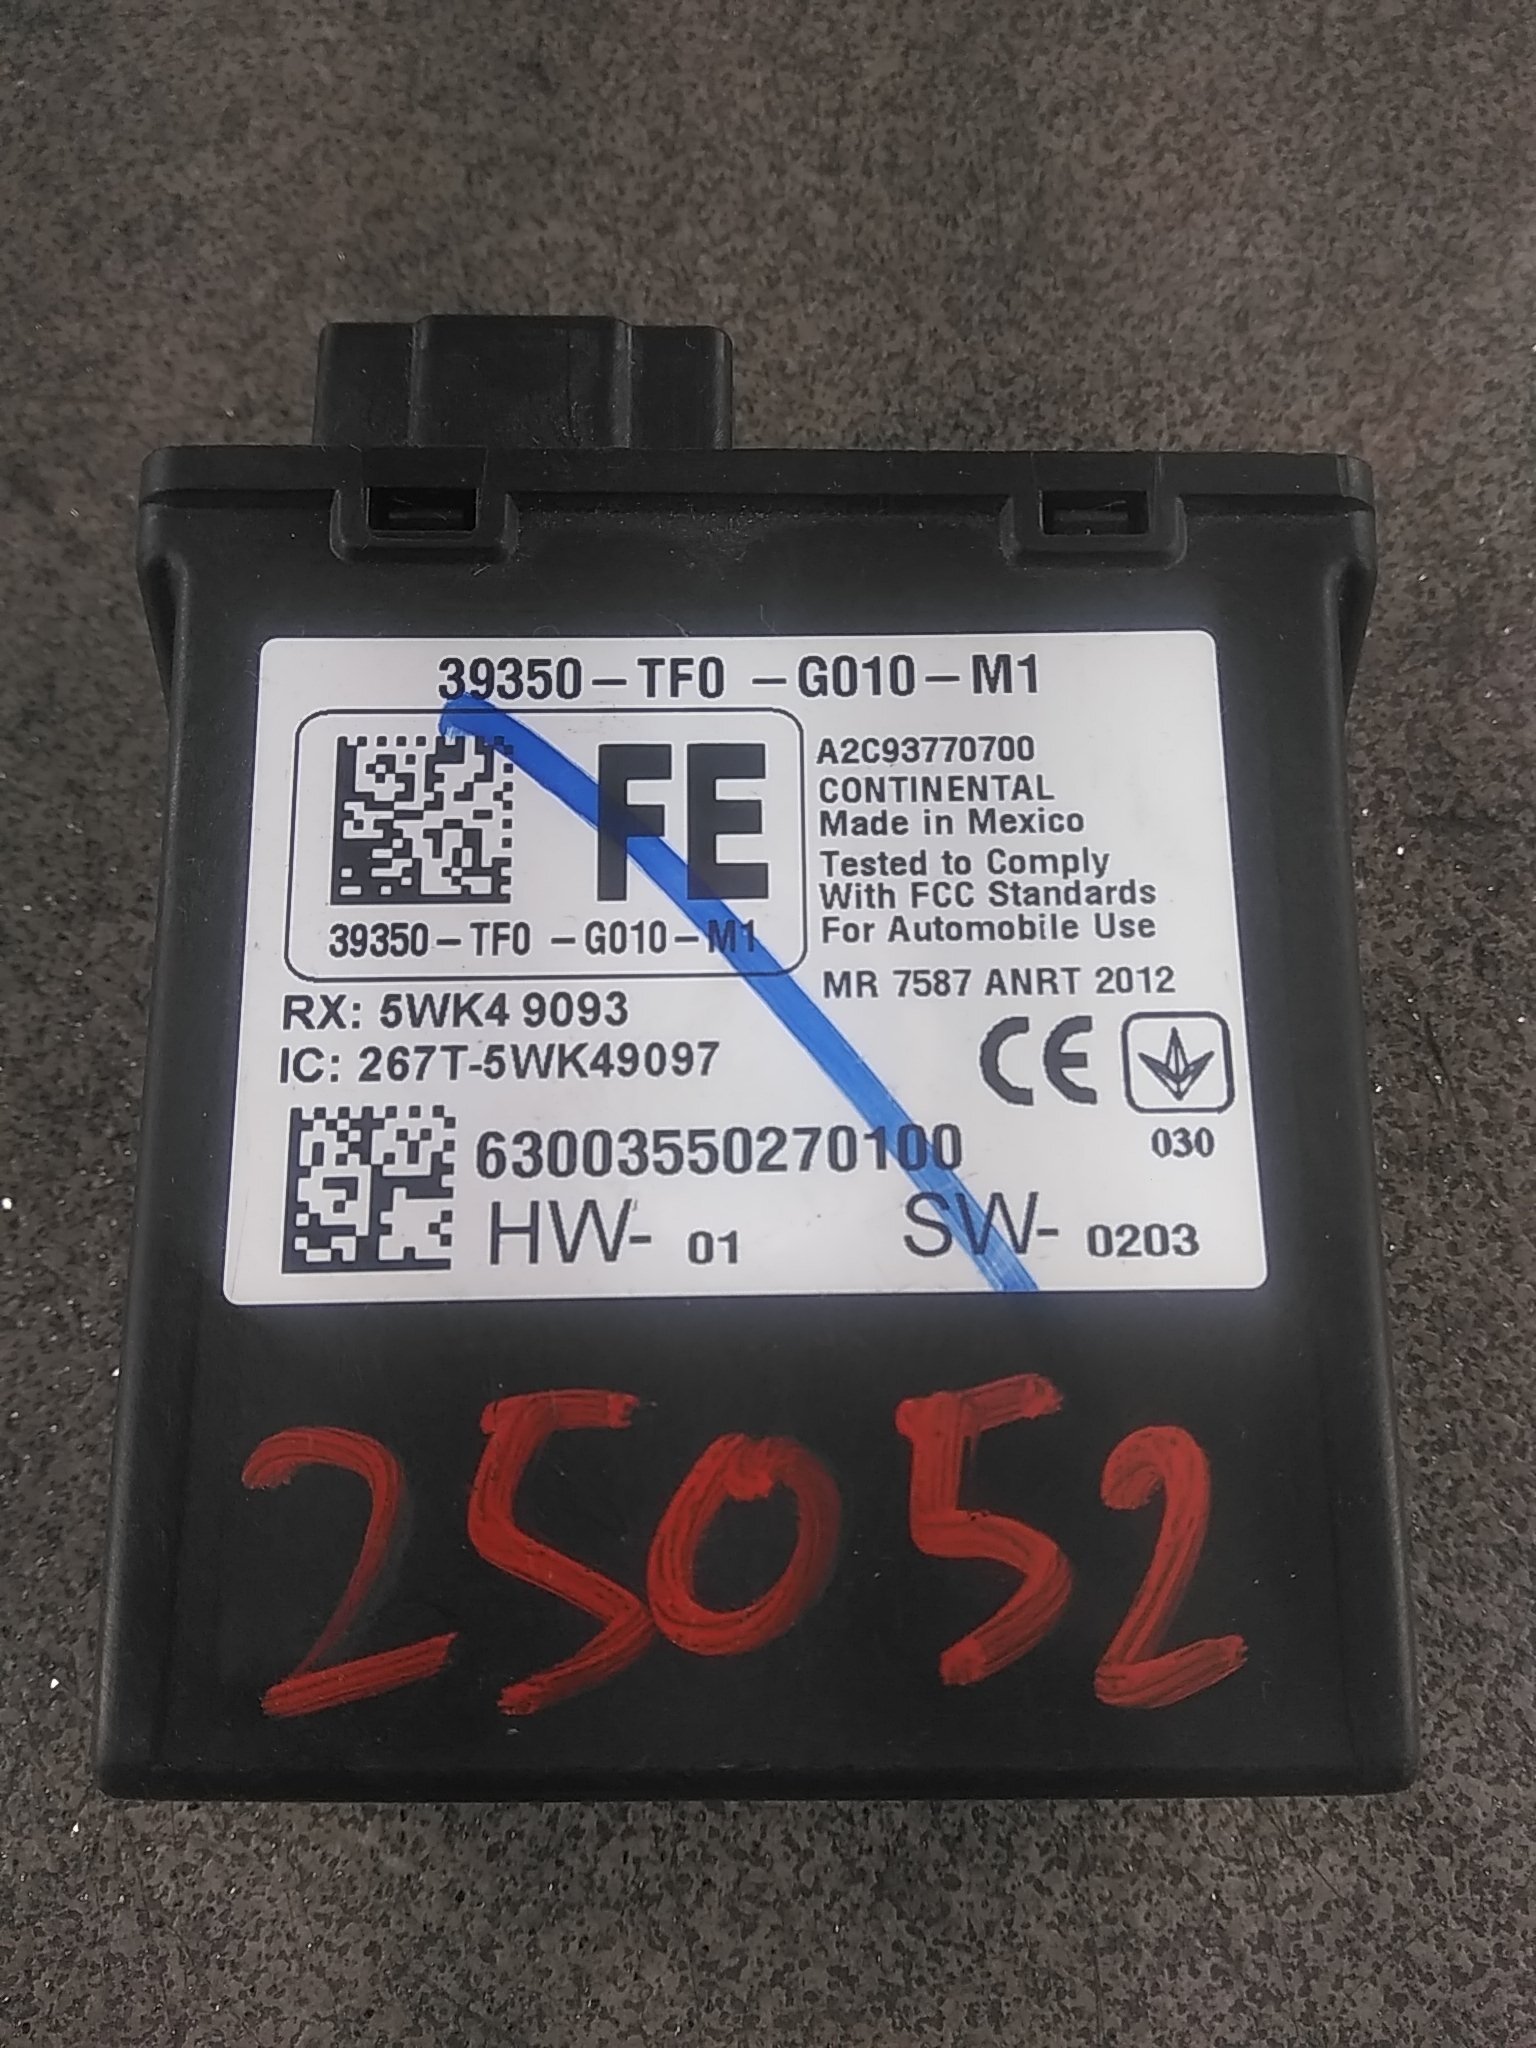 39350-TF0 -G010-M1
FE
39350-TF0 -G010-M1
A2C93770700
CONTINENTAL
Made in Mexico
Tested to Comply
With FCC Standards
For Automobile Use
MR 7587 ANRT 2012
RX: 5WK4 9093
IC: 267T-5WK49097
CE
030
63003550270100
HW- 01 SW- 0203
25052